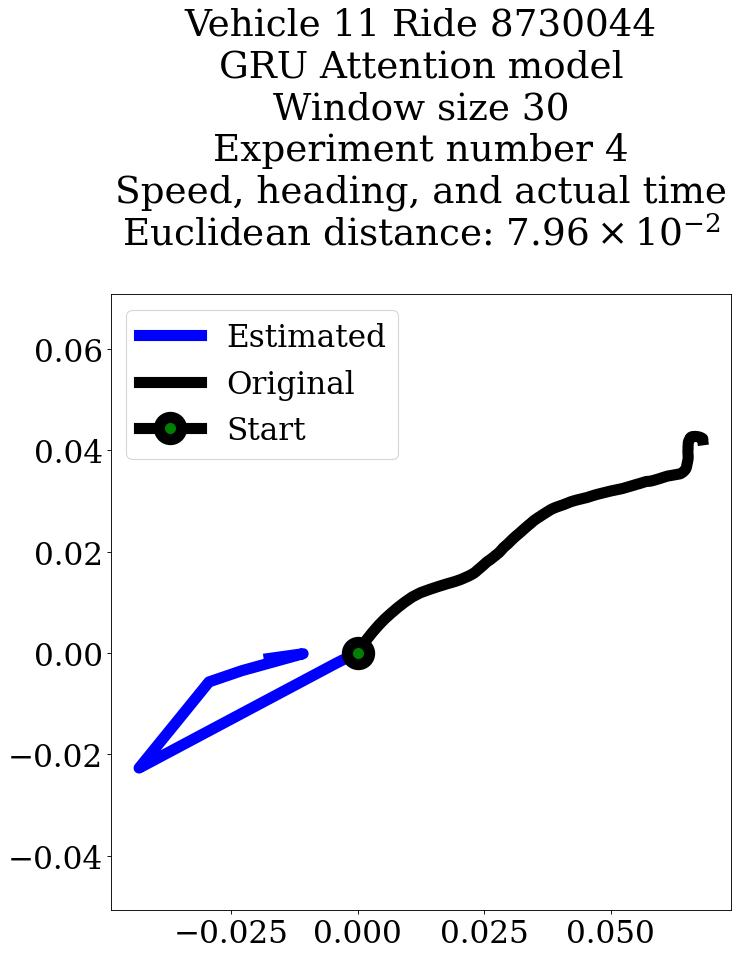 Vehicle 11 Ride 8730044
GRU Attention model
Window size 30
Experiment number 4
Speed, heading, and actual time
Euclidean distance: 7.96 × 10⁻²
Estimated
Original
Start
0.06
0.04
0.02
0.00
−0.02
−0.04
−0.025 0.000 0.025 0.050